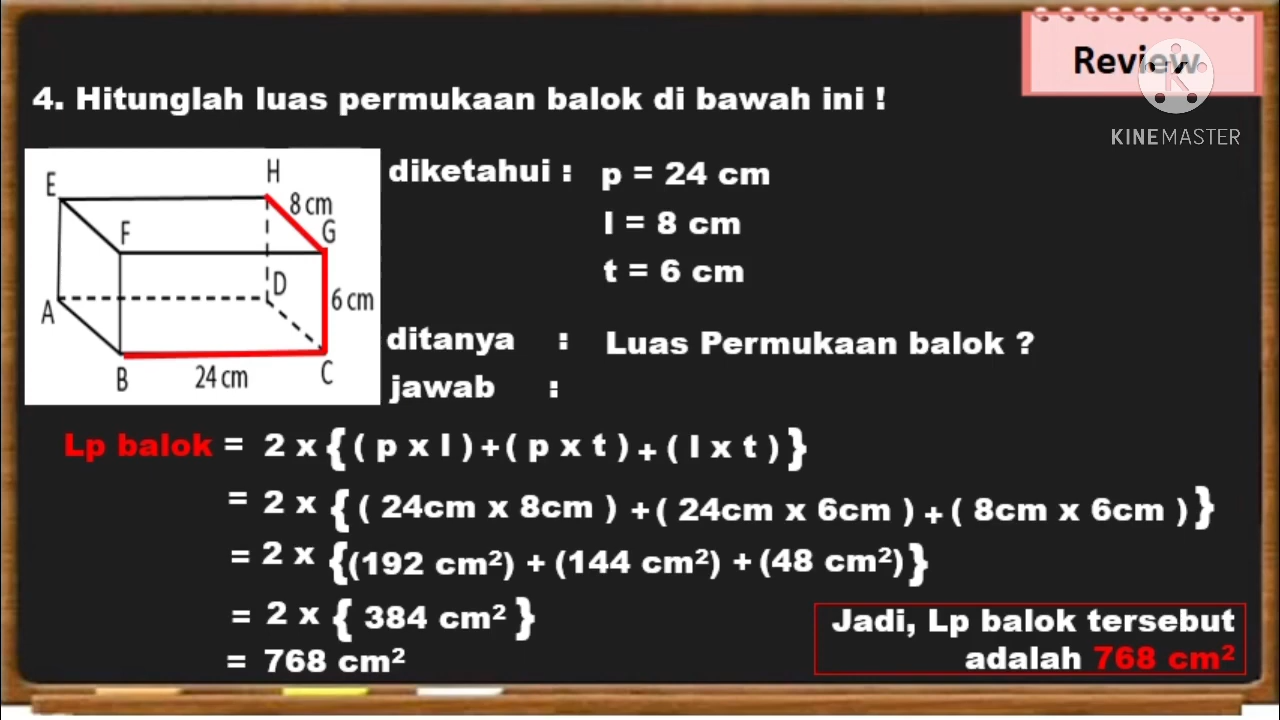 Review
KINEMASTER
4. Hitunglah luas permukaan balok di bawah ini !
E
H
8 cm
F
G
D
A
6 cm
B
24 cm
C
diketahui : p = 24 cm
l = 8 cm
t = 6 cm
ditanya : Luas Permukaan balok ?
jawab :
Lp balok = 2 x { ( p x l ) + ( p x t ) + ( l x t ) }
= 2 x { ( 24cm x 8cm ) + ( 24cm x 6cm ) + ( 8cm x 6cm ) }
= 2 x {(192 cm²) + (144 cm²) + (48 cm²)}
= 2 x { 384 cm² }
= 768 cm²
Jadi, Lp balok tersebut
adalah 768 cm²